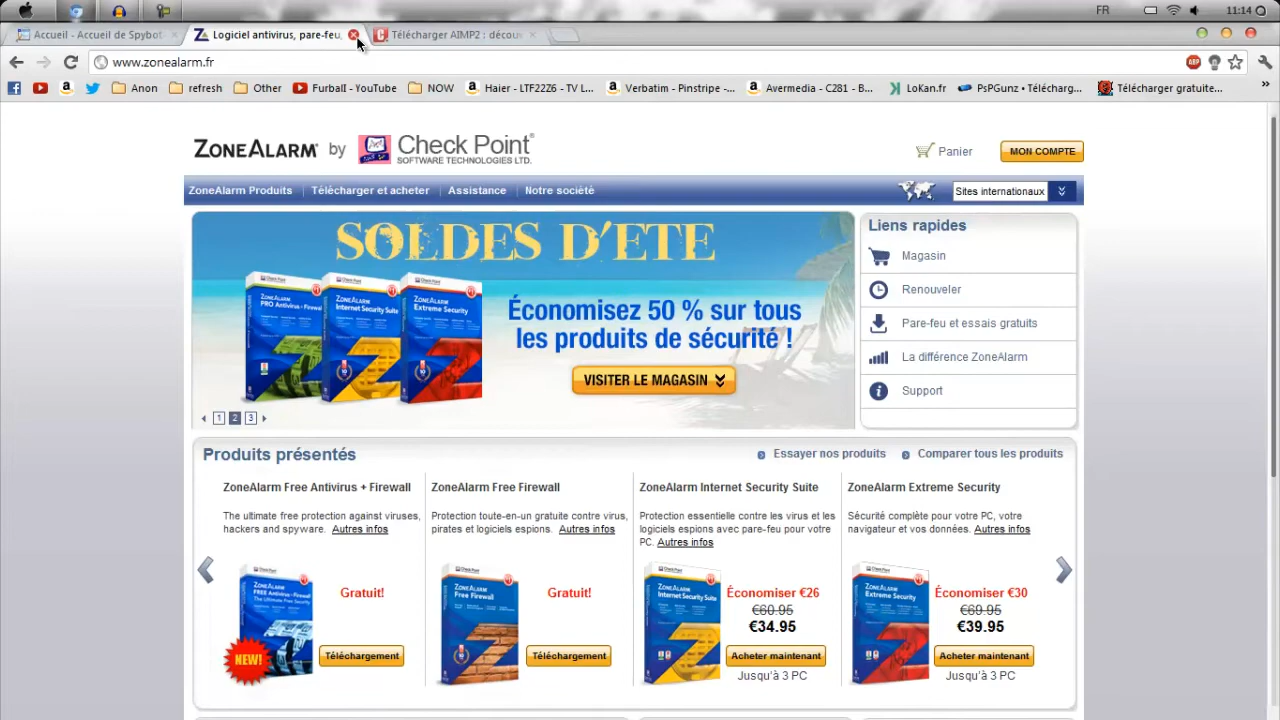 FR 11:14
Accueil - Accueil de Spybot
Logiciel antivirus, pare-feu,
Télécharger AIMP2 : découv
www.zonealarm.fr
ABP
Anon
refresh
Other
Furball - YouTube
NOW
Haier - LTF22Z6 - TV L...
Verbatim - Pinstripe -...
Avermedia - C281 - B...
LoKan.fr
PsPGunz • Télécharg...
Télécharger gratuite...
ZONEALARM by Check Point
SOFTWARE TECHNOLOGIES LTD.
Panier
MON COMPTE
ZoneAlarm Produits
Télécharger et acheter
Assistance
Notre société
Sites internationaux
SOLDES D'ETE
Économisez 50 % sur tous
les produits de sécurité !
VISITER LE MAGASIN
1 2 3
Liens rapides
Magasin
Renouveler
Pare-feu et essais gratuits
La différence ZoneAlarm
Support
Produits présentés
Essayer nos produits
Comparer tous les produits
ZoneAlarm Free Antivirus + Firewall
The ultimate free protection against viruses,
hackers and spyware. Autres infos
Gratuit!
NEW!
Téléchargement
ZoneAlarm Free Firewall
Protection toute-en-un gratuite contre virus,
pirates et logiciels espions. Autres infos
Gratuit!
Téléchargement
ZoneAlarm Internet Security Suite
Protection essentielle contre les virus et les
logiciels espions avec pare-feu pour votre
PC. Autres infos
Économiser €26
€60.95
€34.95
Acheter maintenant
Jusqu'à 3 PC
ZoneAlarm Extreme Security
Sécurité complète pour votre PC, votre
navigateur et vos données. Autres infos
Économiser €30
€69.95
€39.95
Acheter maintenant
Jusqu'à 3 PC